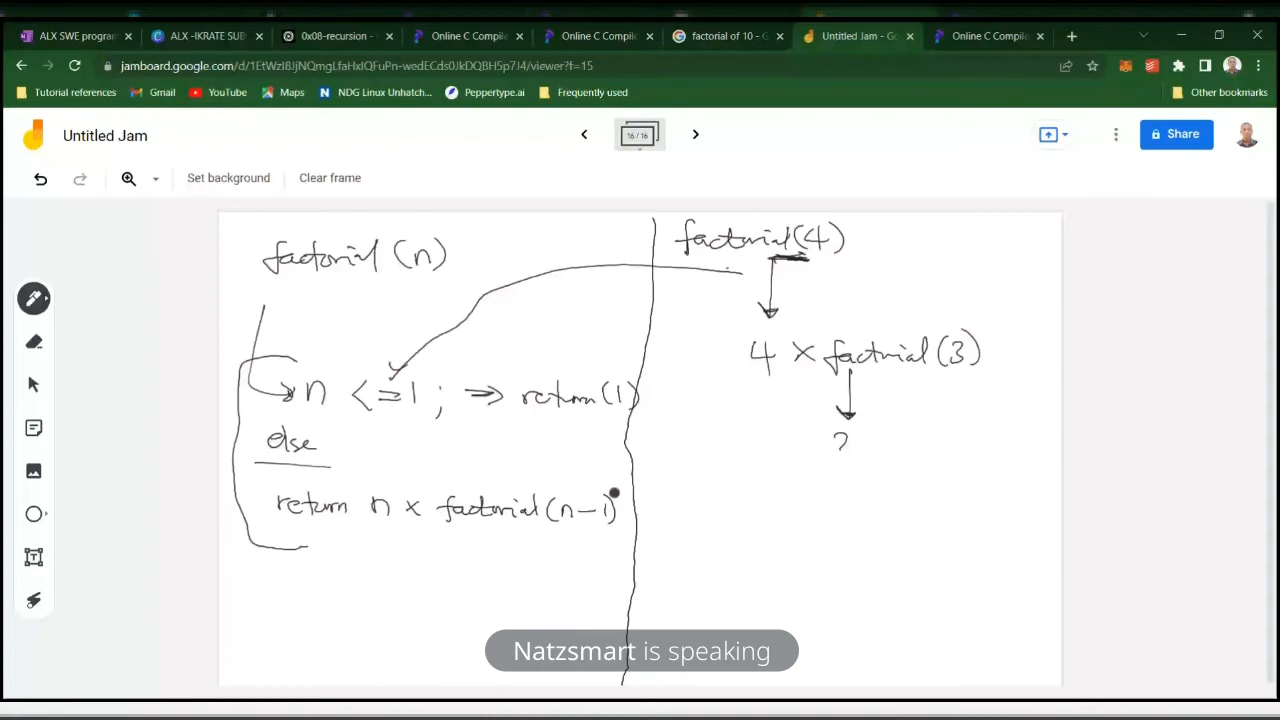 ALX SWE program
ALX -IKRATE SUB
0x08-recursion -
Online C Compile
Online C Compile
factorial of 10 - G
Untitled Jam - Go
Online C Compile
jamboard.google.com/d/1EtWzI8JjNQmgLfaHxIQFuPn-wedECds0JkDQBH5p7J4/viewer?f=15
Tutorial references
Gmail
YouTube
Maps
NDG Linux Unhatch...
Peppertype.ai
Frequently used
Other bookmarks
Untitled Jam
16 / 16
Share
Set background
Clear frame
factorial (n)
factorial(4)
4 × factorial (3)
n <=1 ; => return(1)
else
?
return n × factorial (n-1)
Natzsmart is speaking